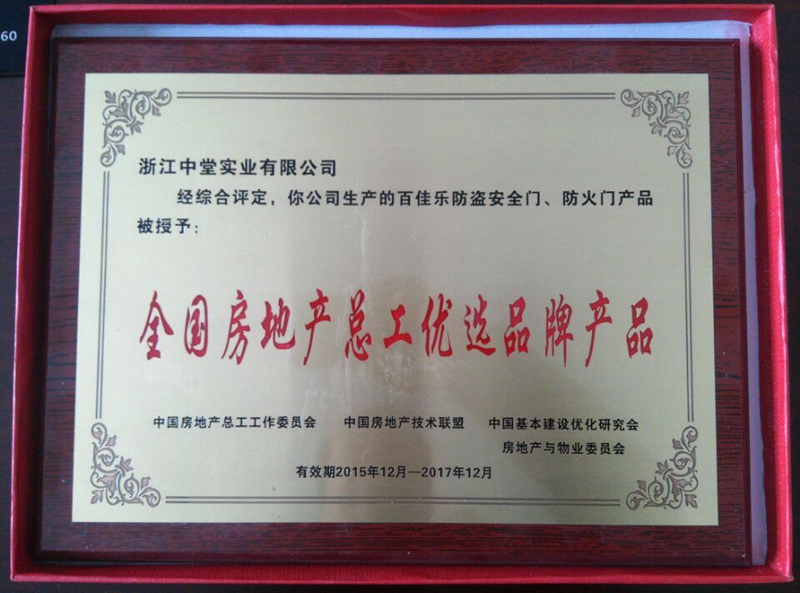 60
浙江中堂实业有限公司
经综合评定，你公司生产的百佳乐防盗安全门、防火门产品
被授予：
全国房地产总工优选品牌产品
中国房地产总工工作委员会 中国房地产技术联盟 中国基本建设优化研究会
房地产与物业委员会
有效期2015年12月—2017年12月